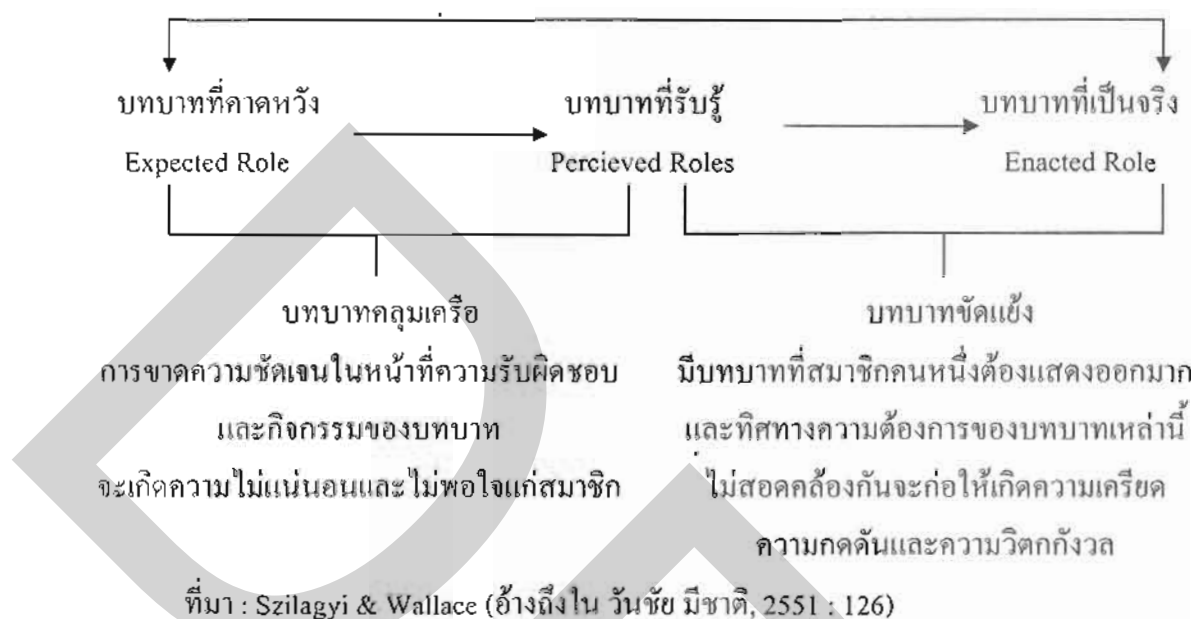 บทบาทที่คาดหวัง บทบาทที่รับรู้ บทบาทที่เป็นจริง
Expected Role Percieved Roles Enacted Role
บทบาทคลุมเครือ
การขาดความชัดเจนในหน้าที่ความรับผิดชอบ
และกิจกรรมของบทบาท
จะเกิดความไม่แน่นอนและไม่พอใจแก่สมาชิก
บทบาทขัดแย้ง
มีบทบาทที่สมาชิกคนหนึ่งต้องแสดงออกมาก
และทิศทางความต้องการของบทบาทเหล่านี้
ไม่สอดคล้องกันจะก่อให้เกิดความเครียด
ความกดดันและความวิตกกังวล
ที่มา : Szilagyi & Wallace (อ้างถึงใน วันชัย มีชาติ, 2551 : 126)